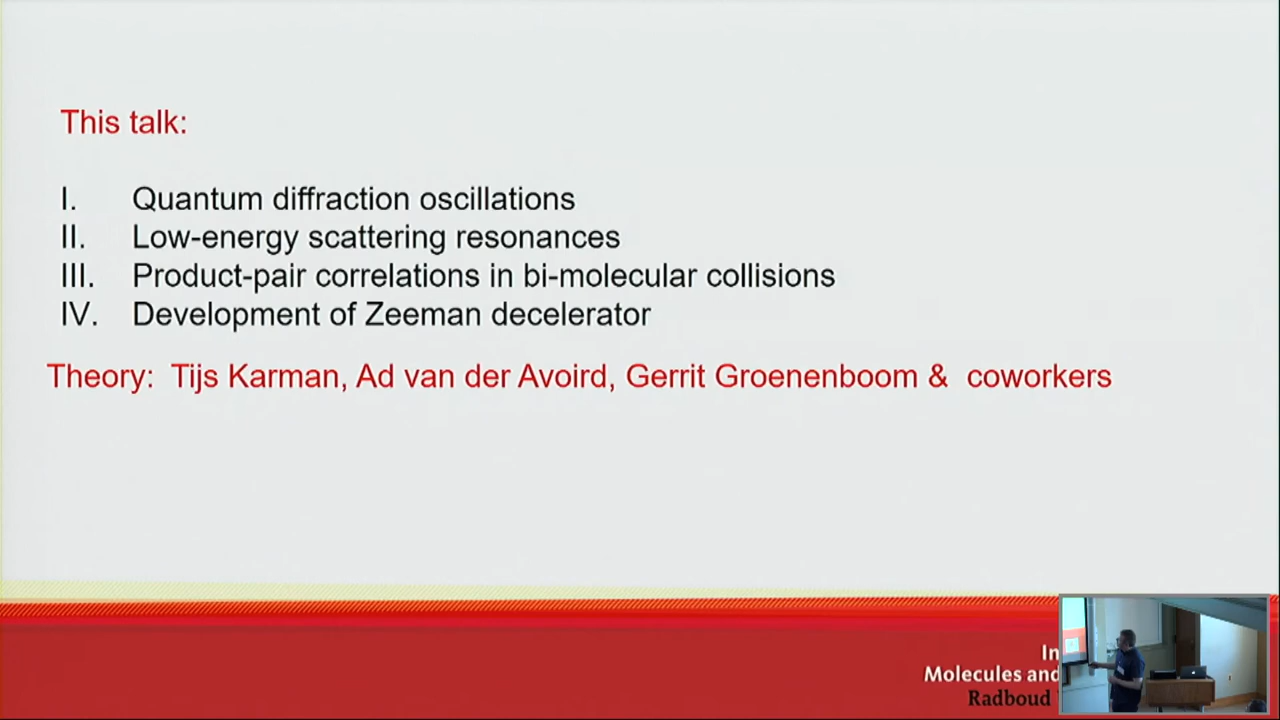 This talk:
I. Quantum diffraction oscillations
II. Low-energy scattering resonances
III. Product-pair correlations in bi-molecular collisions
IV. Development of Zeeman decelerator
Theory: Tijs Karman, Ad van der Avoird, Gerrit Groenenboom & coworkers
In
Molecules and
Radboud